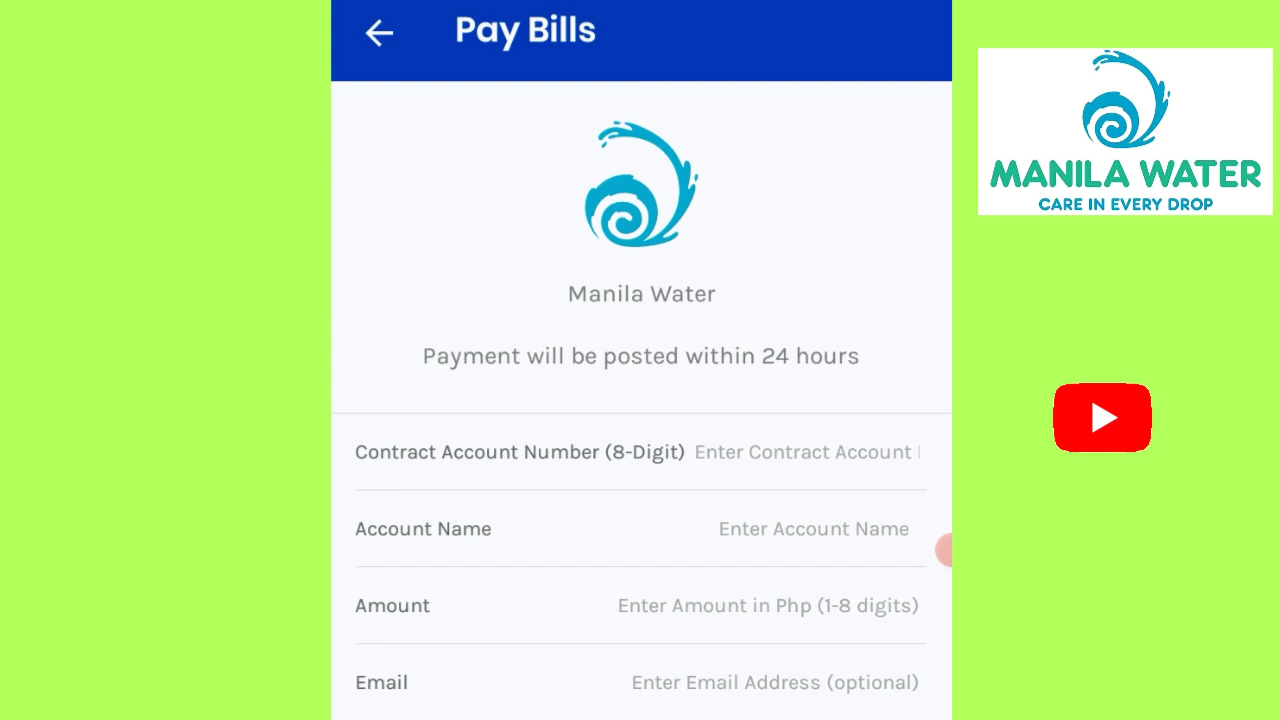 Pay Bills
MANILA WATER
CARE IN EVERY DROP
Manila Water
Payment will be posted within 24 hours
Contract Account Number (8-Digit) Enter Contract Account
Account Name Enter Account Name
Amount Enter Amount in Php (1-8 digits)
Email Enter Email Address (optional)